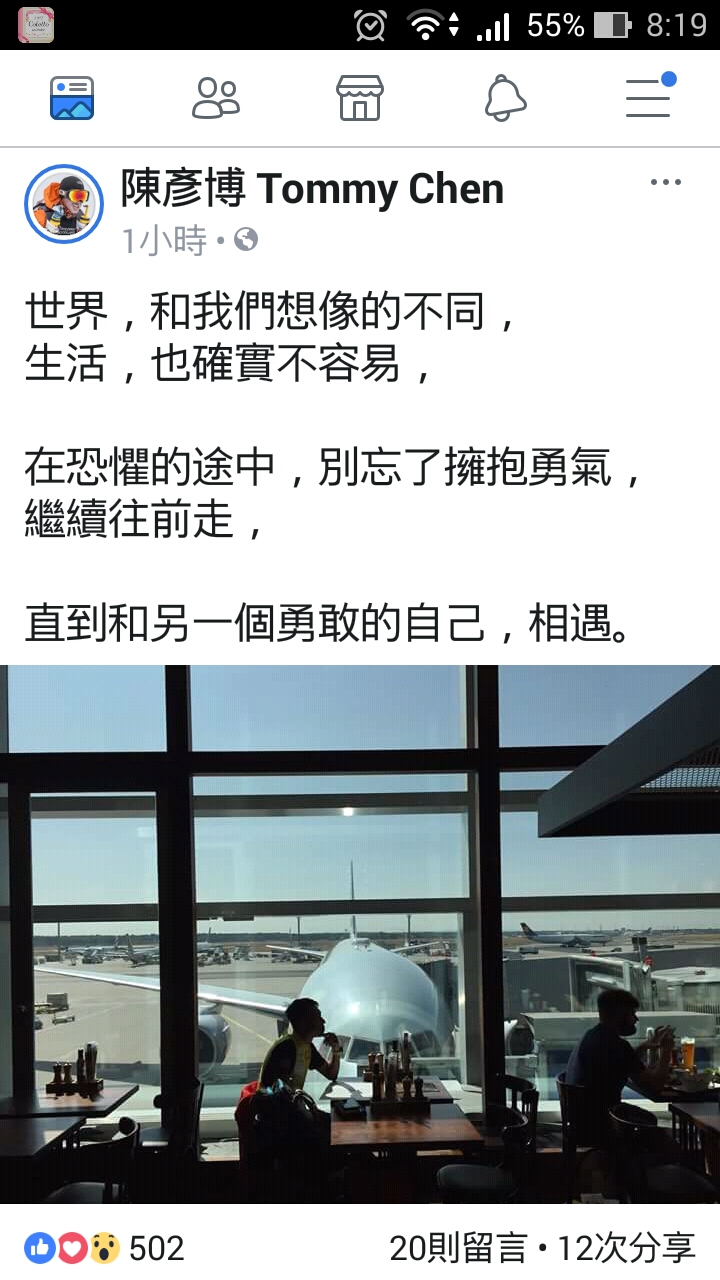 55% 8:19
陳彥博 Tommy Chen
1小時
世界，和我們想像的不同，
生活，也確實不容易，
在恐懼的途中，別忘了擁抱勇氣，
繼續往前走，
直到和另一個勇敢的自己，相遇。
502 20則留言 • 12次分享